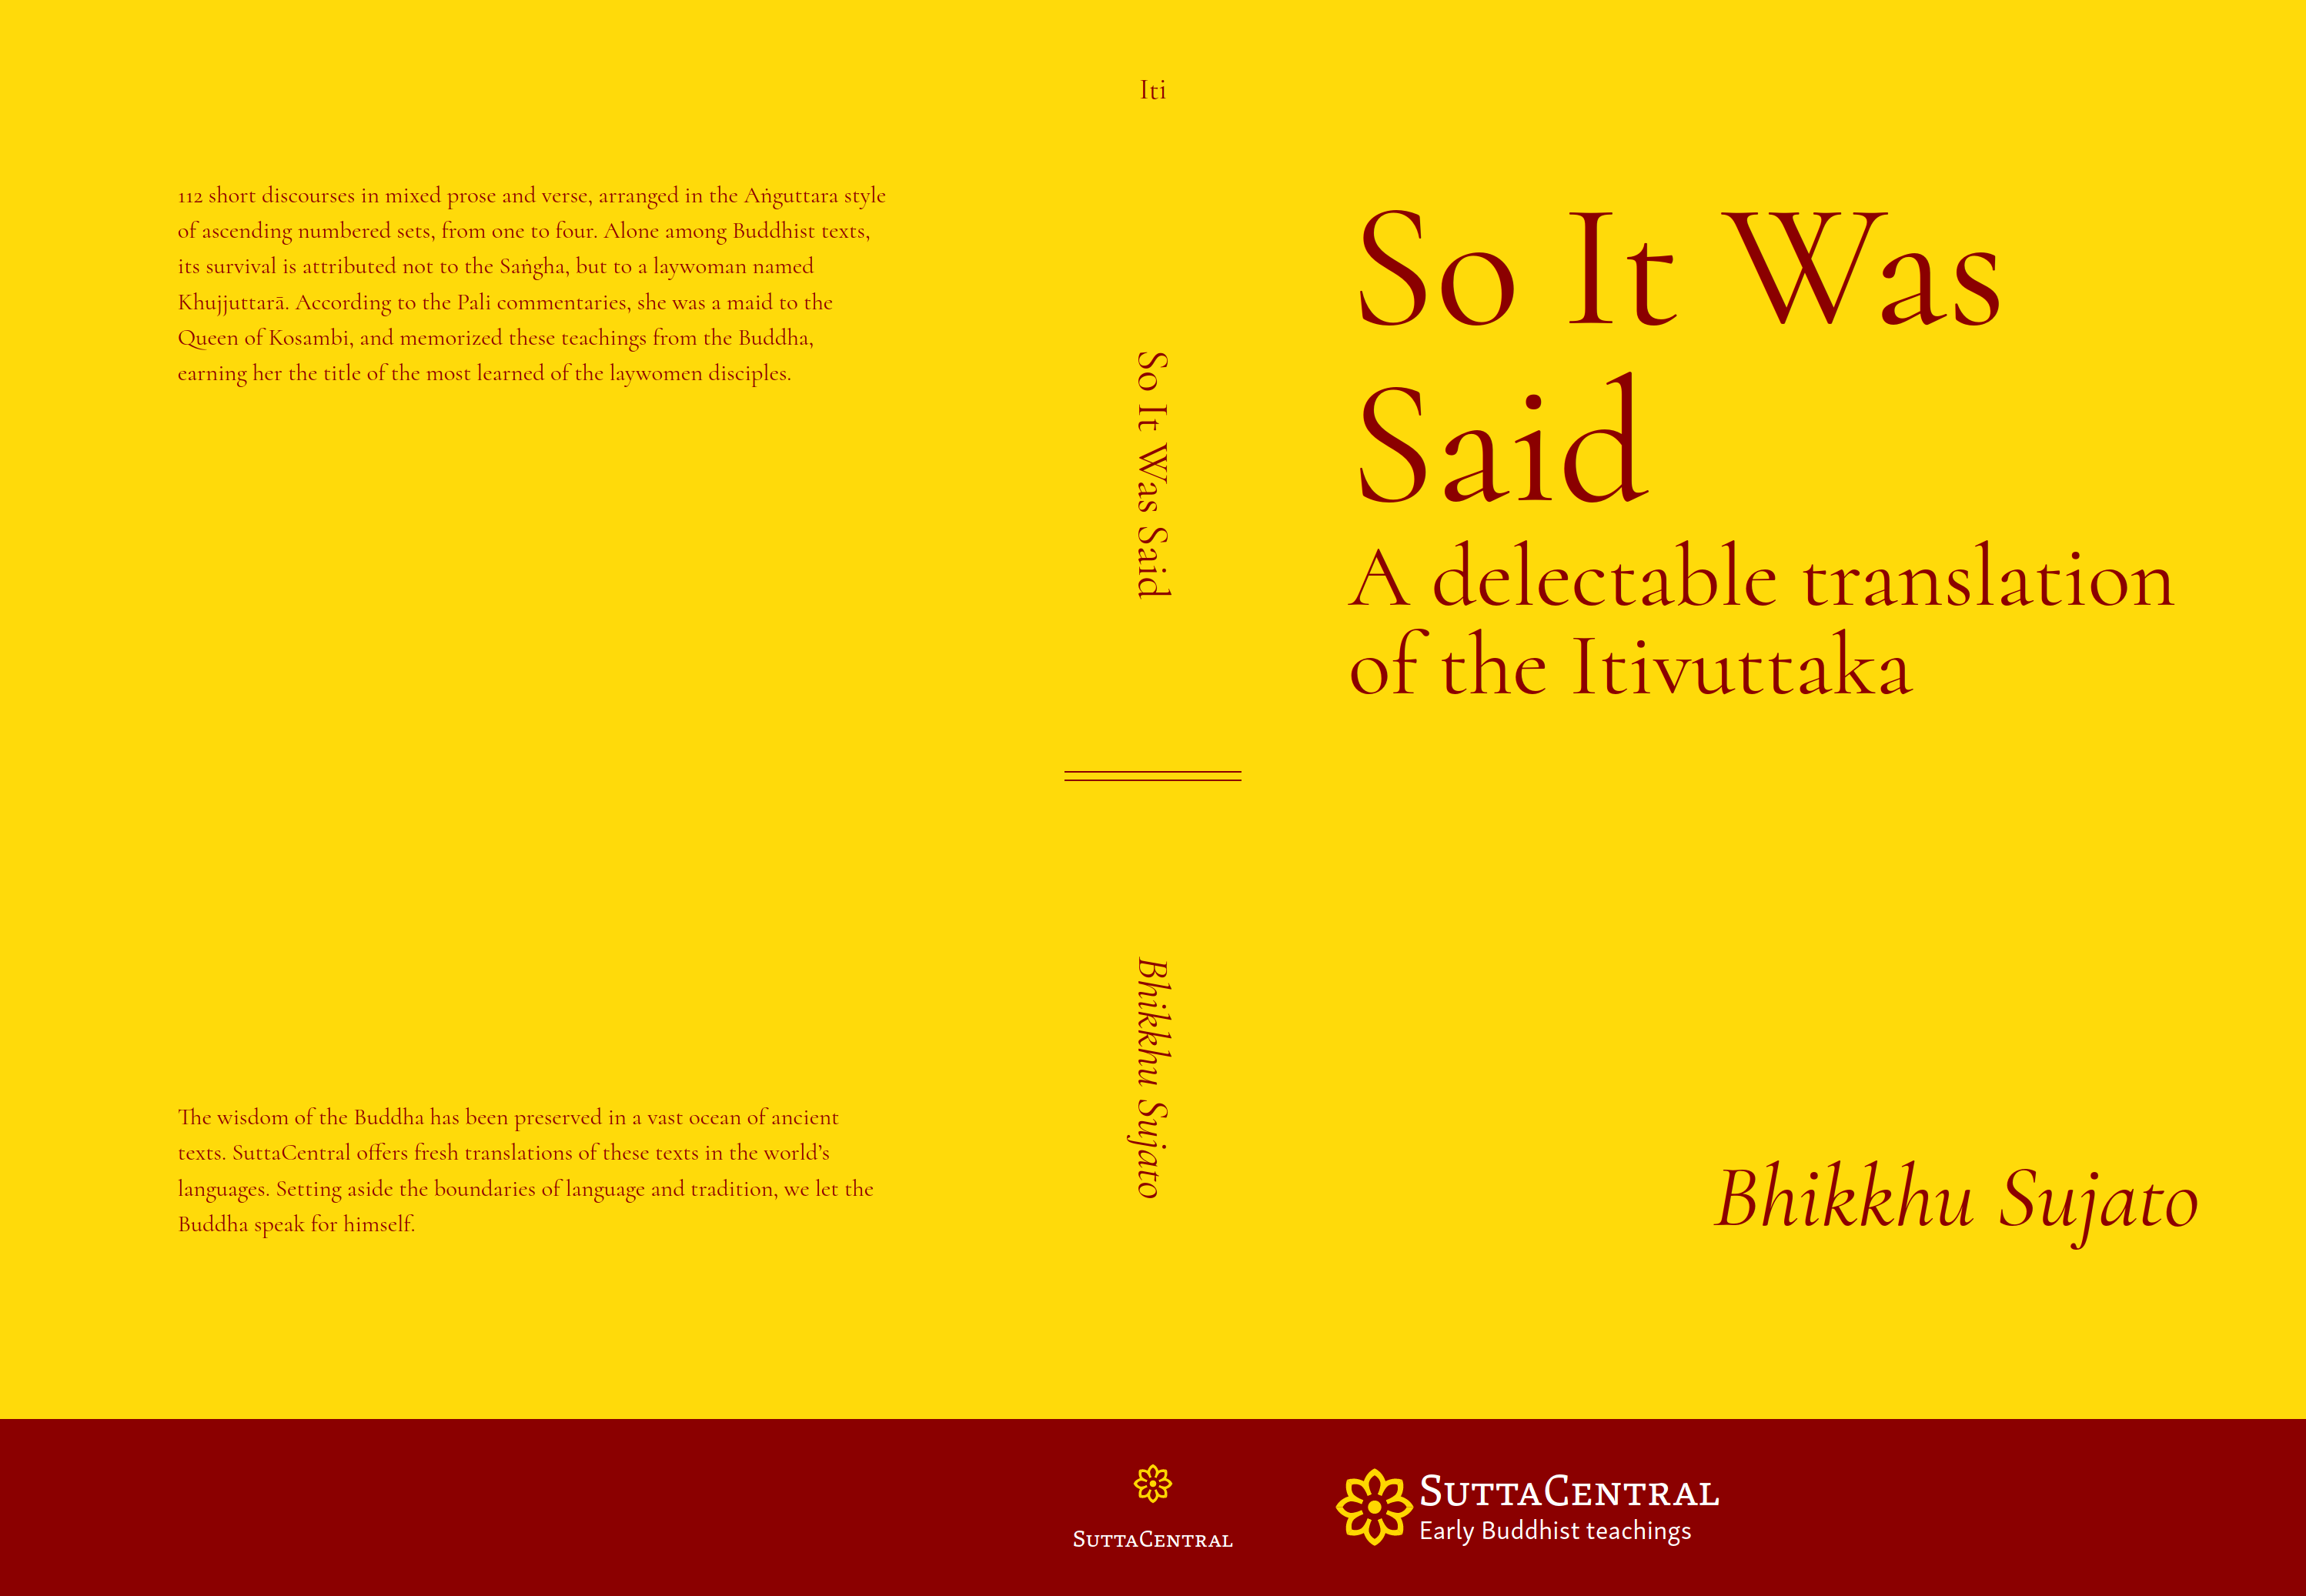 112 short discourses in mixed prose and verse, arranged in the Aṅguttara style
of ascending numbered sets, from one to four. Alone among Buddhist texts,
its survival is attributed not to the Saṅgha, but to a laywoman named
Khujjuttarā. According to the Pali commentaries, she was a maid to the
Queen of Kosambi, and memorized these teachings from the Buddha,
earning her the title of the most learned of the laywomen disciples.
The wisdom of the Buddha has been preserved in a vast ocean of ancient
texts. SuttaCentral offers fresh translations of these texts in the world’s
languages. Setting aside the boundaries of language and tradition, we let the
Buddha speak for himself.
Iti
So It Was Said
Bhikkhu Sujato
SuttaCentral
So It Was
Said
A delectable translation
of the Itivuttaka
Bhikkhu Sujato
SuttaCentral
Early Buddhist teachings